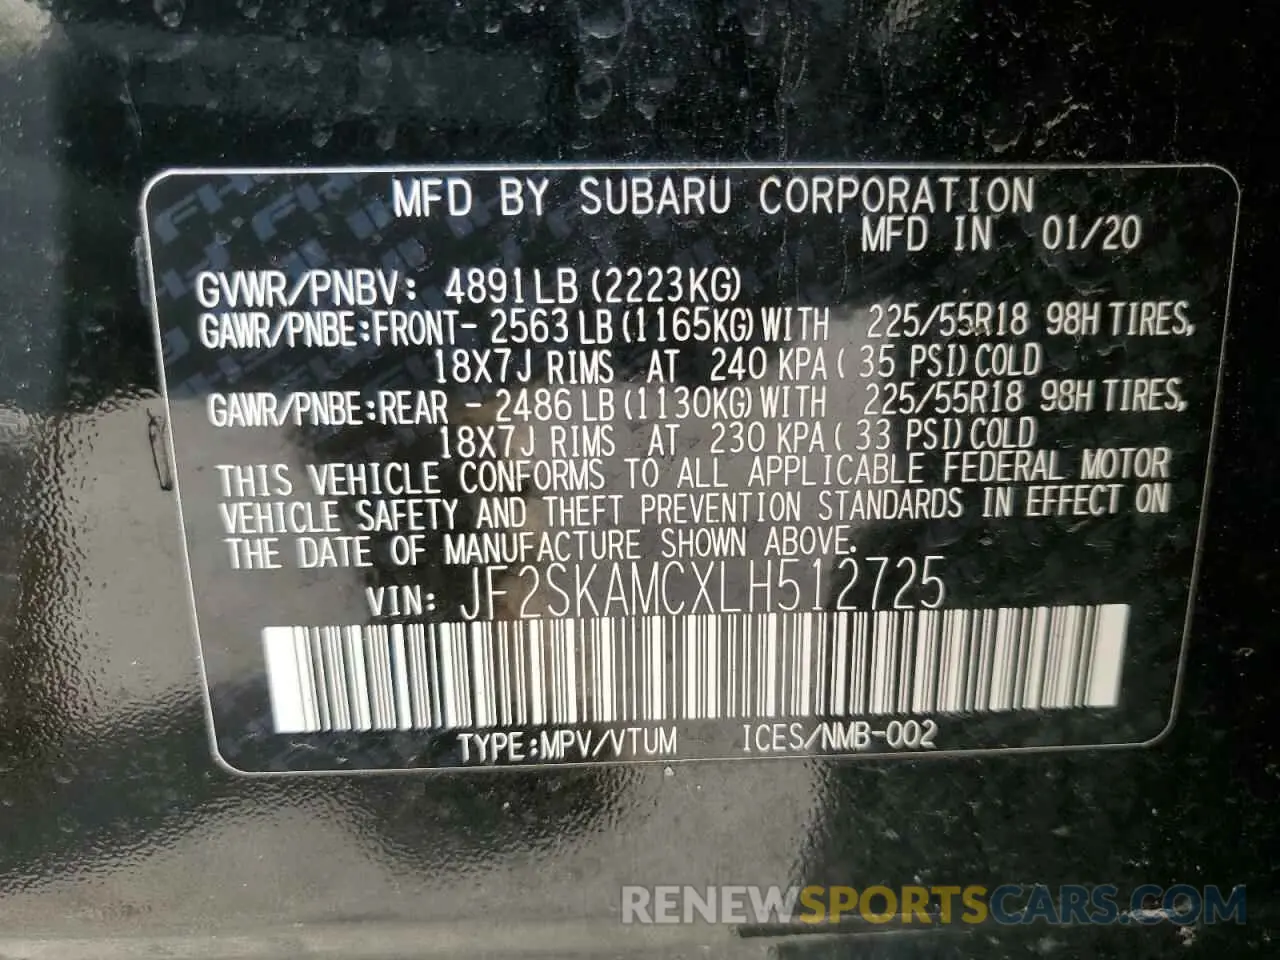 MFD BY SUBARU CORPORATION
MFD IN 01/20
GVWR/PNBV: 4891LB (2223KG)
GAWR/PNBE:FRONT- 2563 LB (1165KG) WITH 225/55R18 98H TIRES,
18X7J RIMS AT 240 KPA ( 35 PSI) COLD
GAWR/PNBE:REAR - 2486 LB (1130KG) WITH 225/55R18 98H TIRES,
18X7J RIMS AT 230 KPA ( 33 PSI) COLD
THIS VEHICLE CONFORMS TO ALL APPLICABLE FEDERAL MOTOR
VEHICLE SAFETY AND THEFT PREVENTION STANDARDS IN EFFECT ON
THE DATE OF MANUFACTURE SHOWN ABOVE.
VIN: JF2SKAMCXLH512725
TYPE:MPV/VTUM ICES/NMB-002
RENEWSPORTSCARS.COM